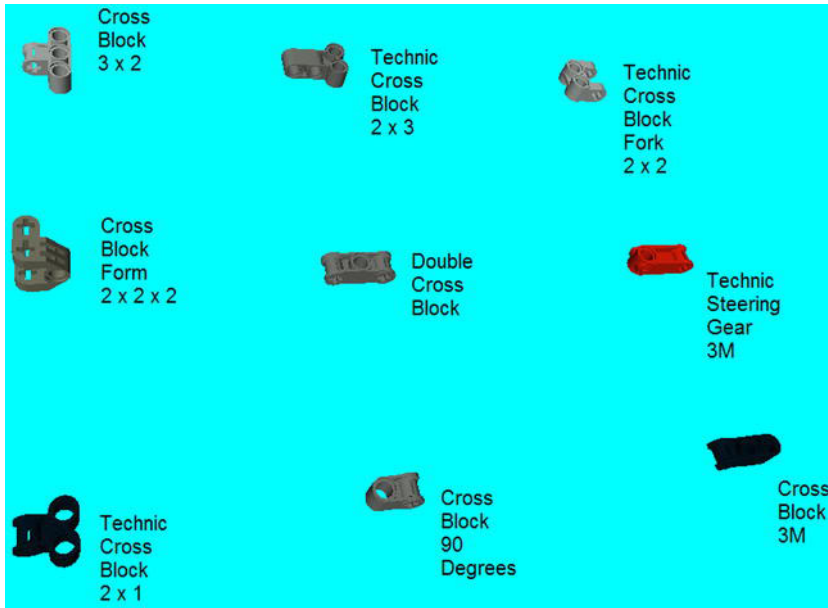 Cross
Block
3 x 2
Technic
Cross
Block
2 x 3
Technic
Cross
Block
Fork
2 x 2
Cross
Block
Form
2 x 2 x 2
Double
Cross
Block
Technic
Steering
Gear
3M
Technic
Cross
Block
2 x 1
Cross
Block
90
Degrees
Cross
Block
3M